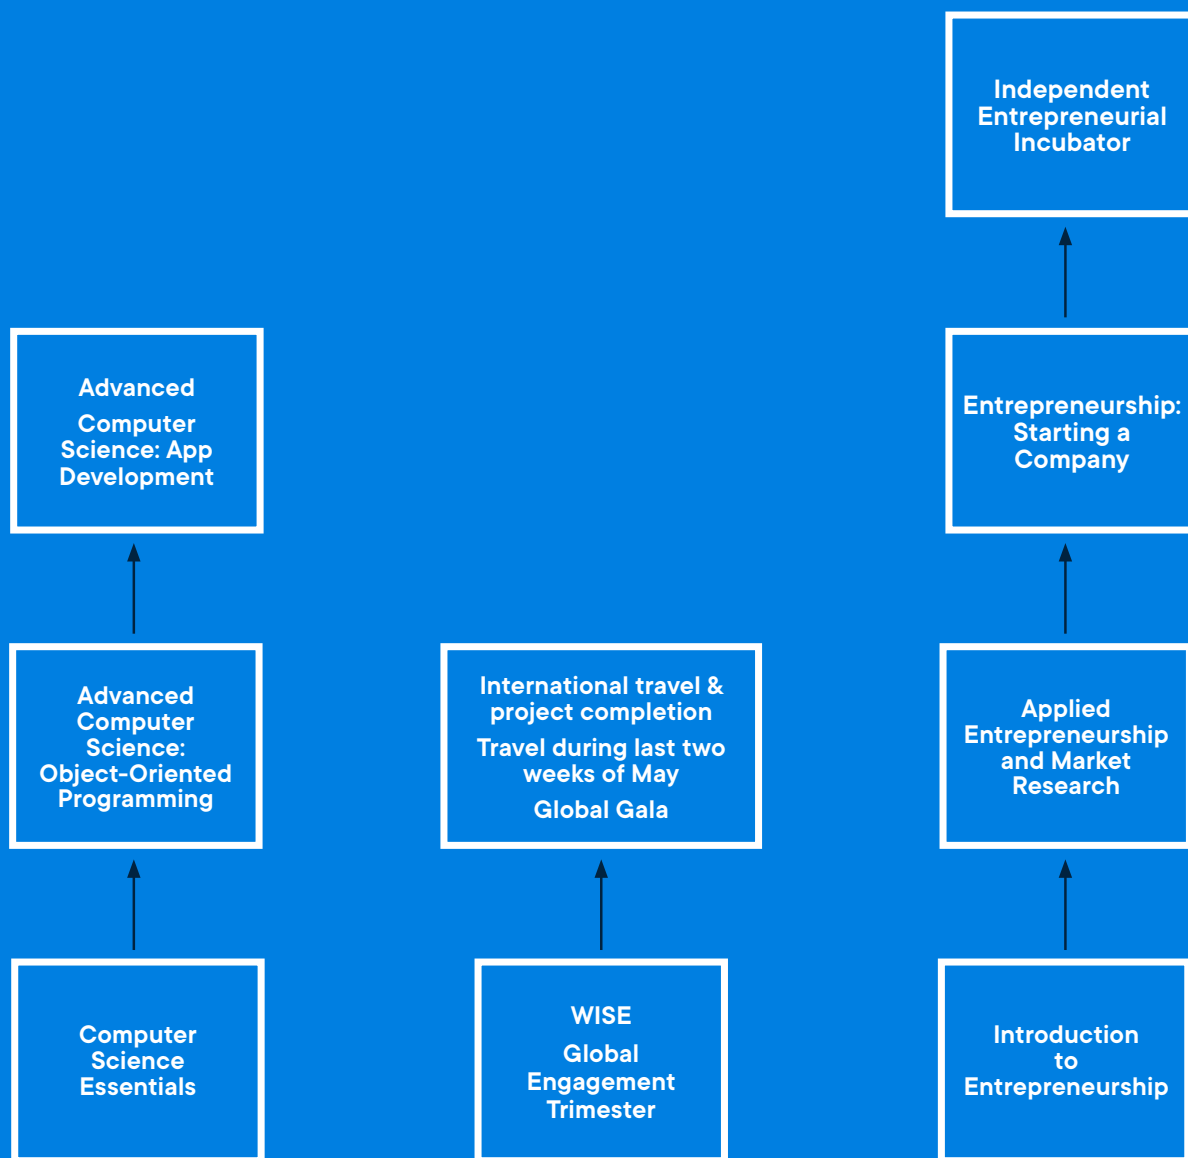 Independent
Entrepreneurial
Incubator
Advanced
Computer
Science: App
Development
Entrepreneurship:
Starting a
Company
Advanced
Computer
Science:
Object-Oriented
Programming
International travel &
project completion
Travel during last two
weeks of May
Global Gala
Applied
Entrepreneurship
and Market
Research
Computer
Science
Essentials
WISE
Global
Engagement
Trimester
Introduction
to
Entrepreneurship